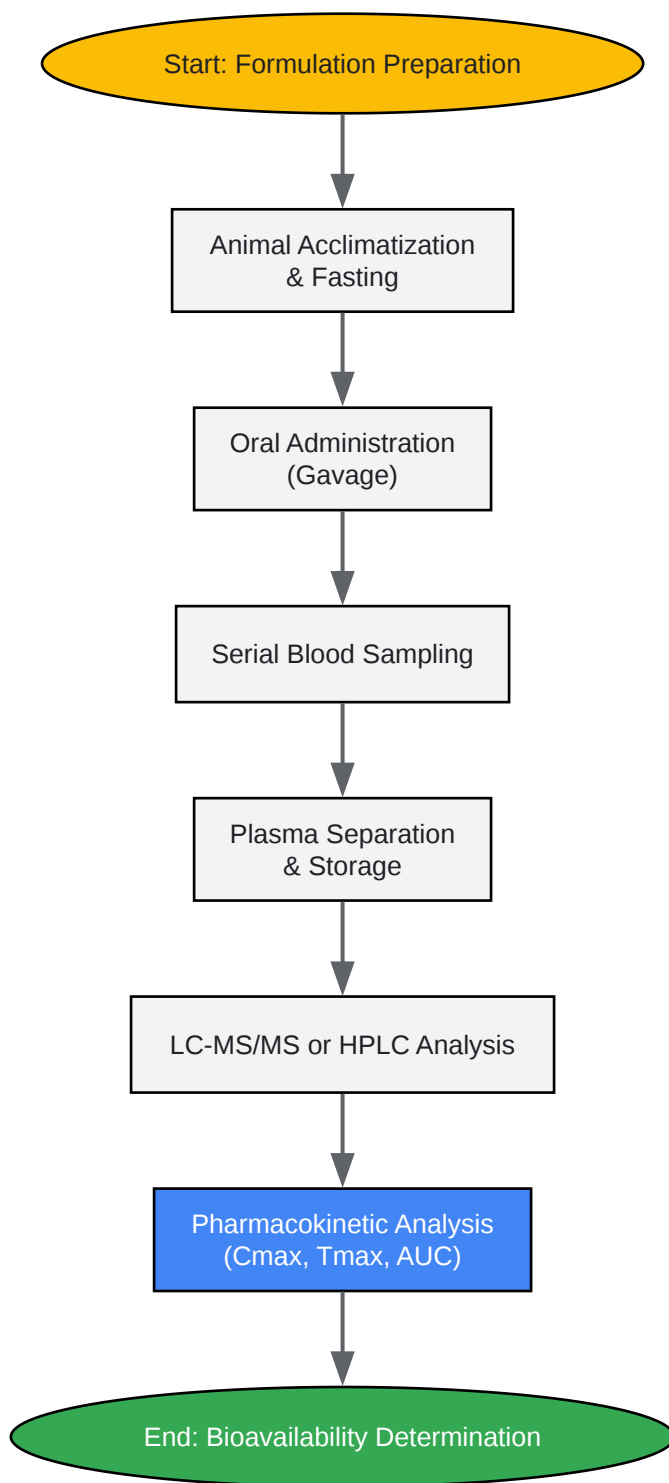 Start: Formulation Preparation
Animal Acclimatization
& Fasting
Oral Administration
(Gavage)
Serial Blood Sampling
Plasma Separation
& Storage
LC-MS/MS or HPLC Analysis
Pharmacokinetic Analysis
(Cmax, Tmax, AUC)
End: Bioavailability Determination